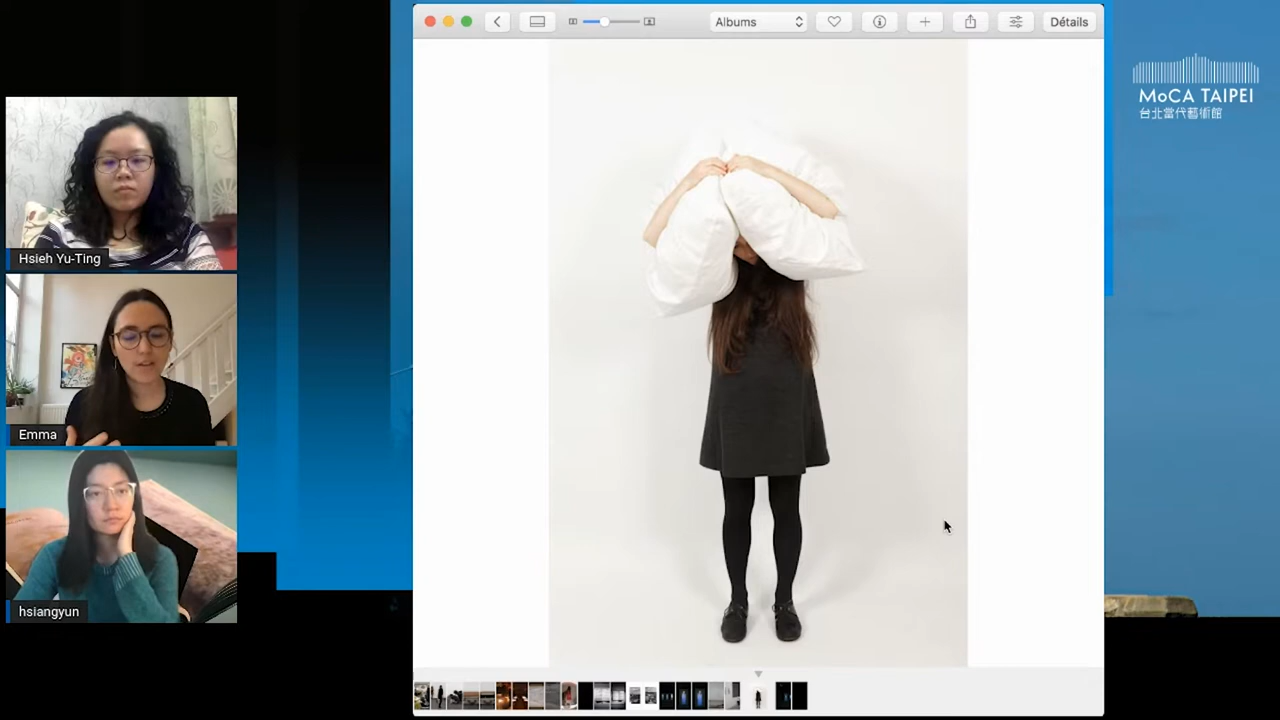 Albums
Détails
MoCA TAIPEI
台北當代藝術館
Hsieh Yu-Ting
Emma
hsiangyun